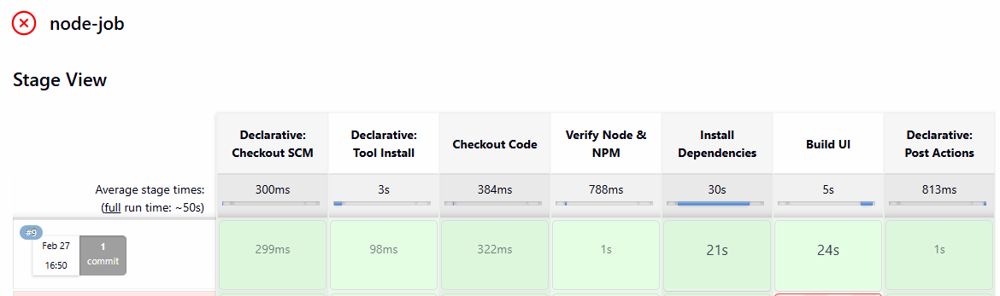 node-job
Stage View
Declarative: Checkout SCM
Declarative: Tool Install
Checkout Code
Verify Node & NPM
Install Dependencies
Build UI
Declarative: Post Actions
Average stage times:
(full run time: ~50s)
300ms
3s
384ms
788ms
30s
5s
813ms
#9
Feb 27
16:50
1
commit
299ms
98ms
322ms
1s
21s
24s
1s